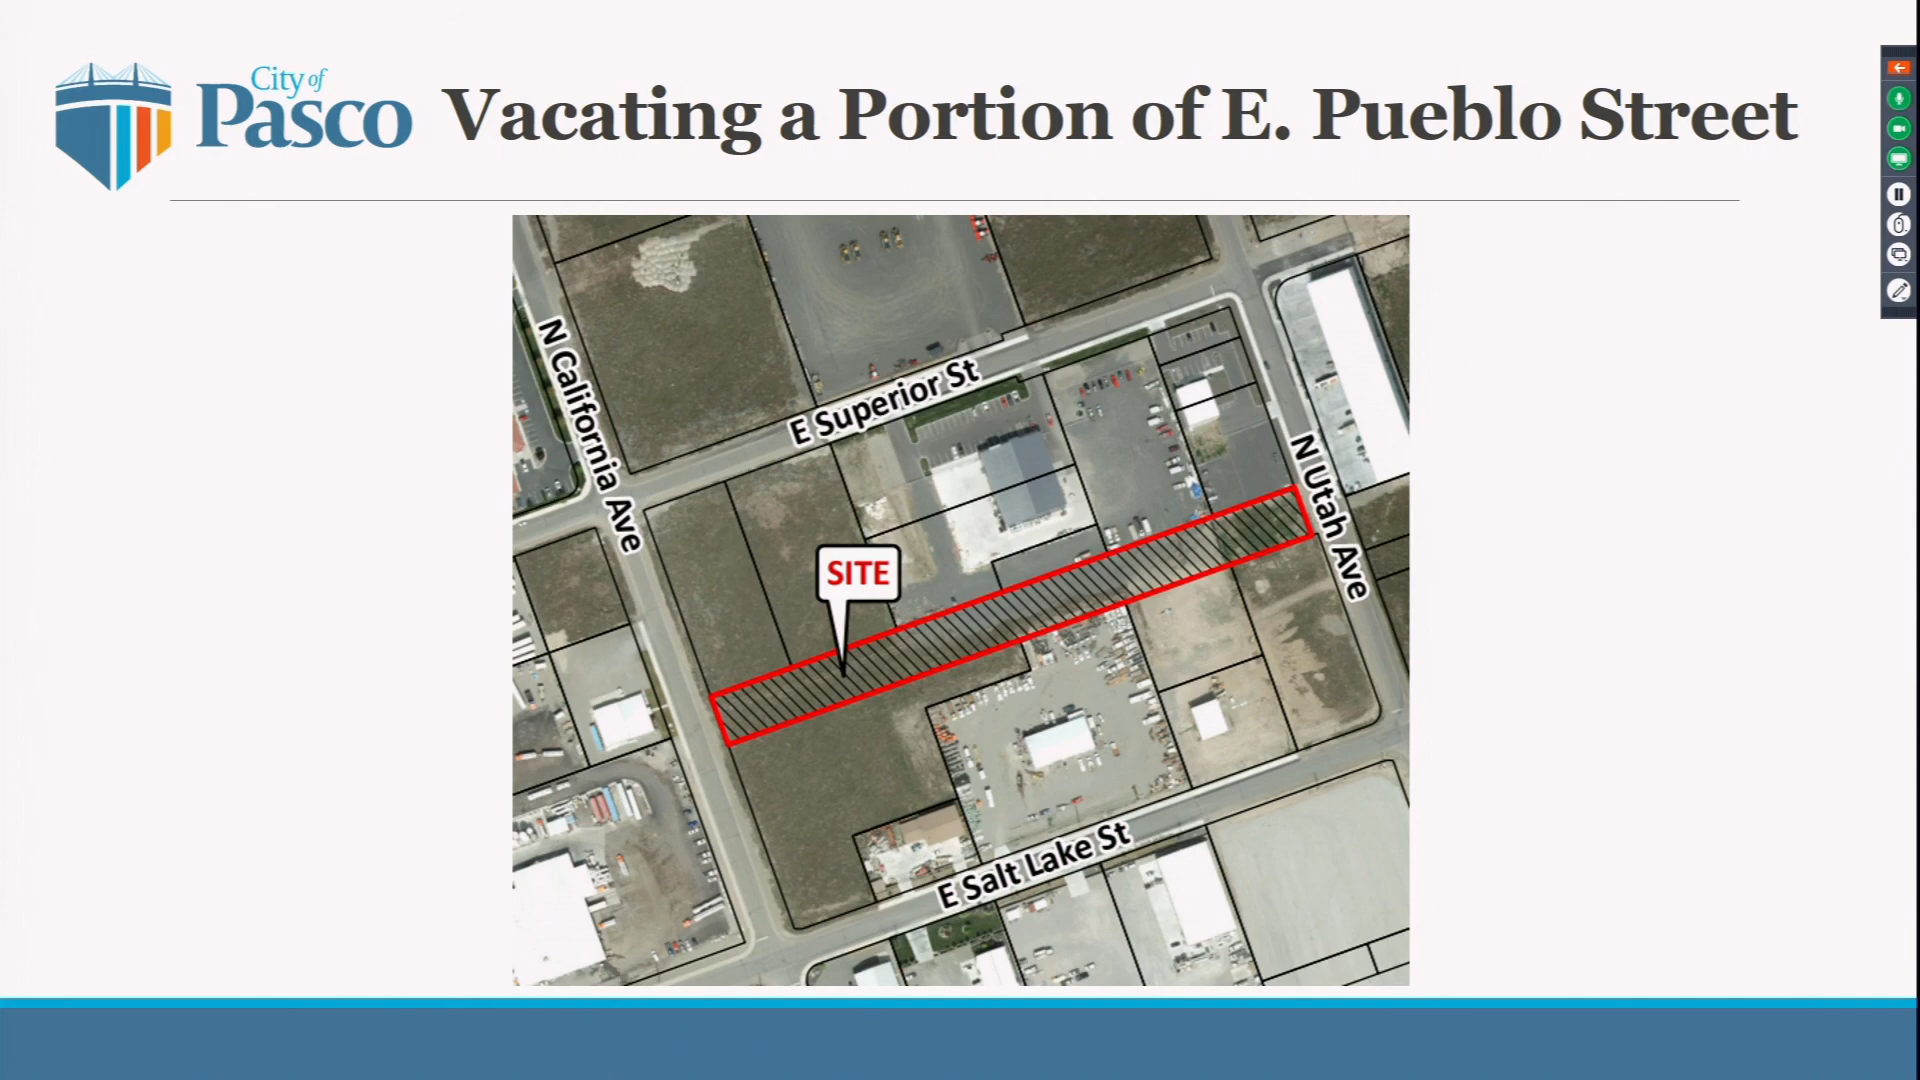 City of
Pasco
Vacating a Portion of E. Pueblo Street
N California Ave
E Superior St
N Utah Ave
SITE
E Salt Lake St